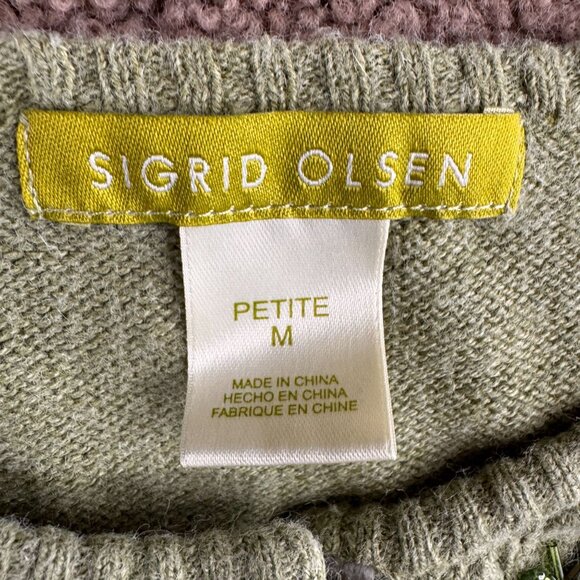 SIGRID OLSEN
PETITE
M
MADE IN CHINA
HECHO EN CHINA
FABRIQUE EN CHINE